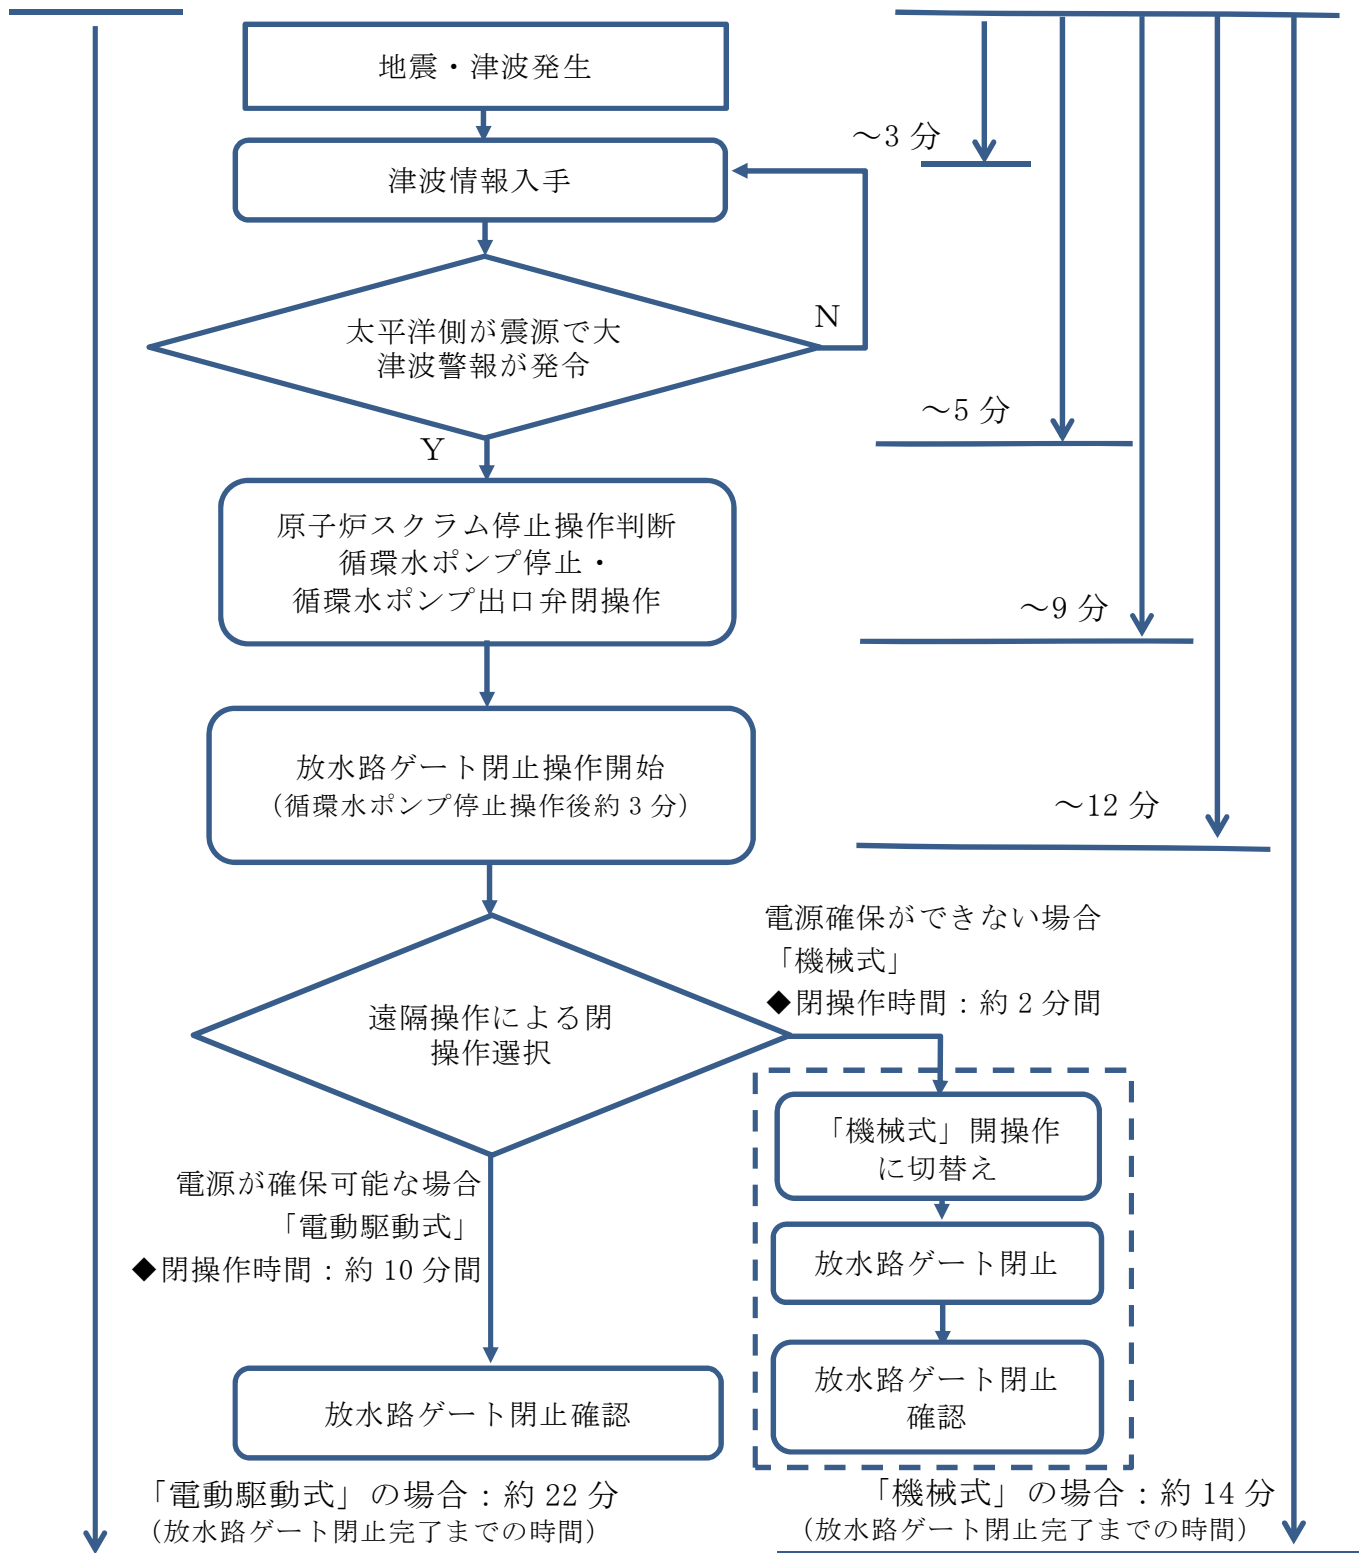 地震・津波発生
～3 分
津波情報入手
N
太平洋側が震源で大
津波警報が発令
～5 分
Y
原子炉スクラム停止操作判断
循環水ポンプ停止・
循環水ポンプ出口弁閉操作
～9 分
放水路ゲート閉止操作開始
（循環水ポンプ停止操作後約 3 分）
～12 分
電源確保ができない場合
「機械式」
◆閉操作時間：約 2 分間
遠隔操作による閉
操作選択
「機械式」開操作
に切替え
電源が確保可能な場合
「電動駆動式」
◆閉操作時間：約 10 分間
放水路ゲート閉止
放水路ゲート閉止
確認
放水路ゲート閉止確認
「電動駆動式」の場合：約 22 分
（放水路ゲート閉止完了までの時間）
「機械式」の場合：約 14 分
（放水路ゲート閉止完了までの時間）